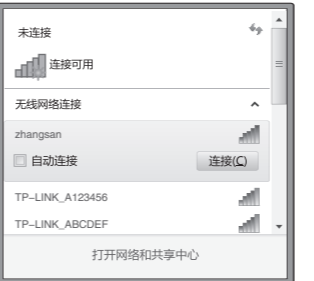 未连接
连接可用
无线网络连接
zhangsan
自动连接 连接(C)
TP-LINK_A123456
TP-LINK_ABCDEF
打开网络和共享中心